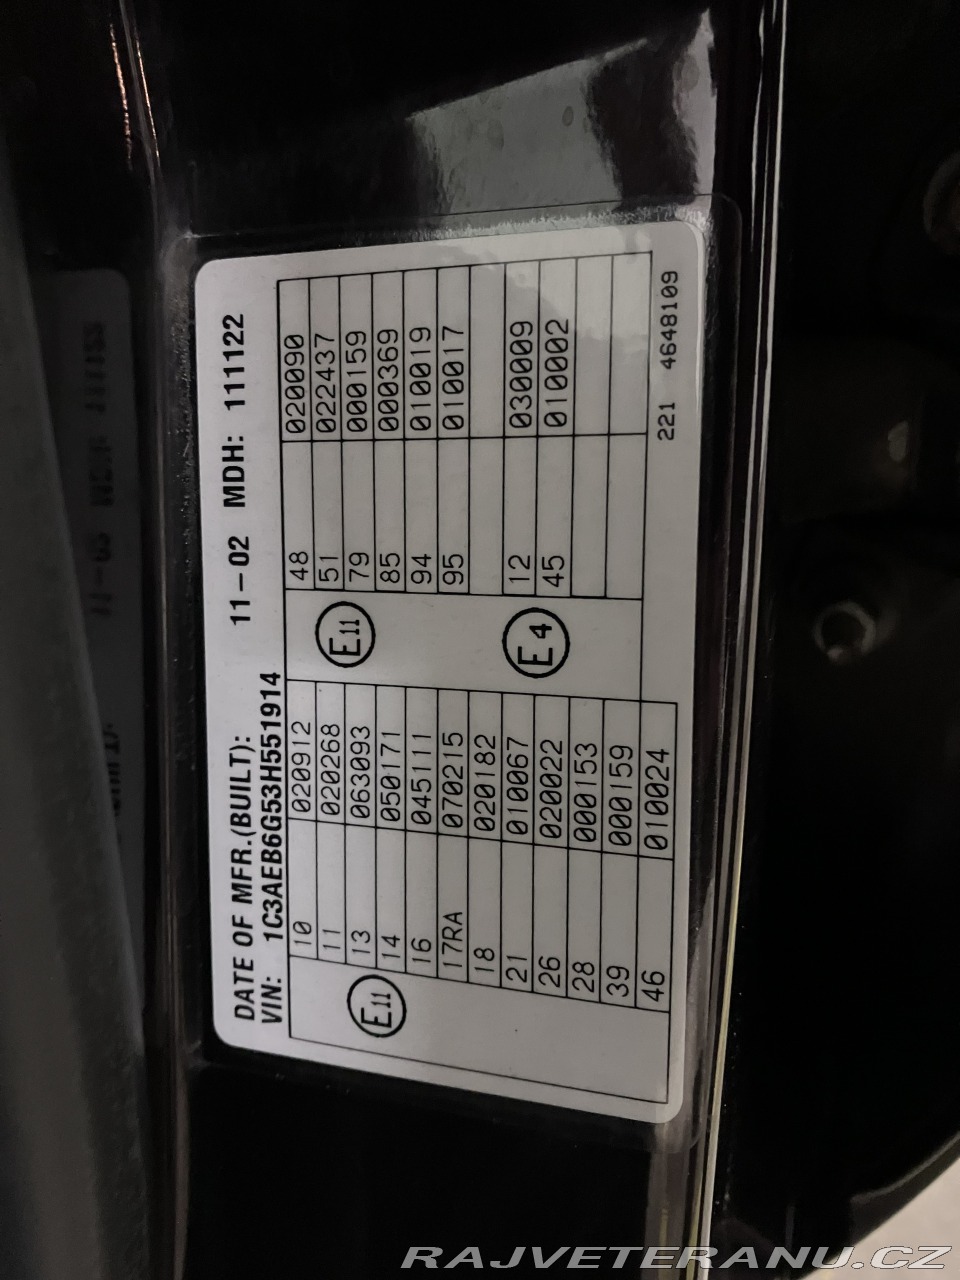 DATE OF MFR.(BUILT): 11-02 MDH: 111122
VIN: 1C3AEB6G53H551914
E11
10 020912
11 020268
13 063093
14 050171
16 045111
17RA 070215
18 020182
21 010067
26 020022
28 000153
39 000159
46 010024
E11
48 020090
51 022437
79 000159
85 000369
94 010019
95 010017
E4
12 030009
45 010002
221 4648109
RAJVETERANU.CZ